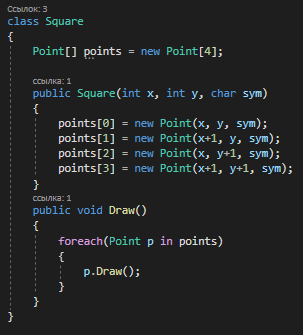 Ссылок: 3
class Square
{
Point[] points = new Point[4];
ссылка: 1
public Square(int x, int y, char sym)
{
points[0] = new Point(x, y, sym);
points[1] = new Point(x+1, y, sym);
points[2] = new Point(x, y+1, sym);
points[3] = new Point(x+1, y+1, sym);
}
ссылка: 1
public void Draw()
{
foreach(Point p in points)
{
p.Draw();
}
}
}